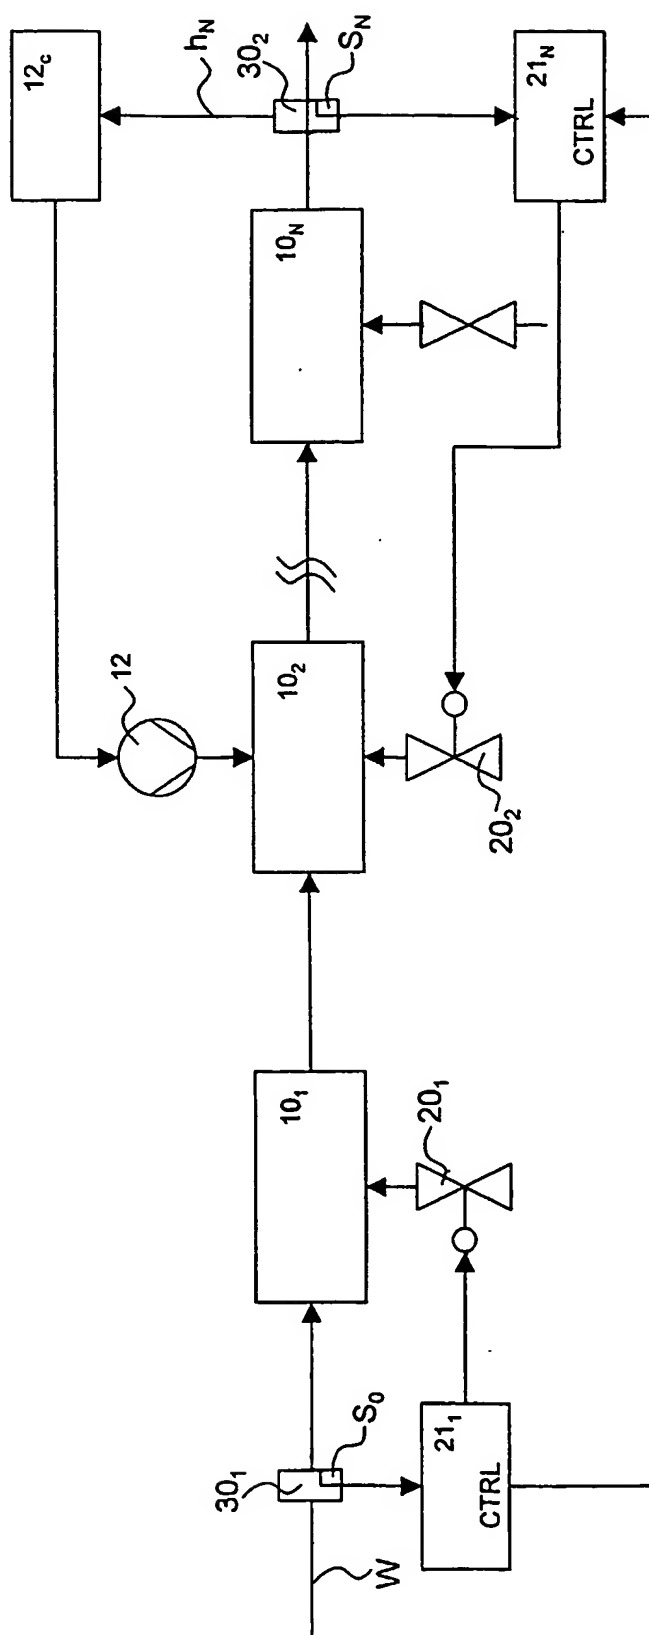 12c
hN
30₂
SN
21N
CTRL
10N
12
10₂
20₂
10₁
20₁
30₁
S₀
21₁
CTRL
W